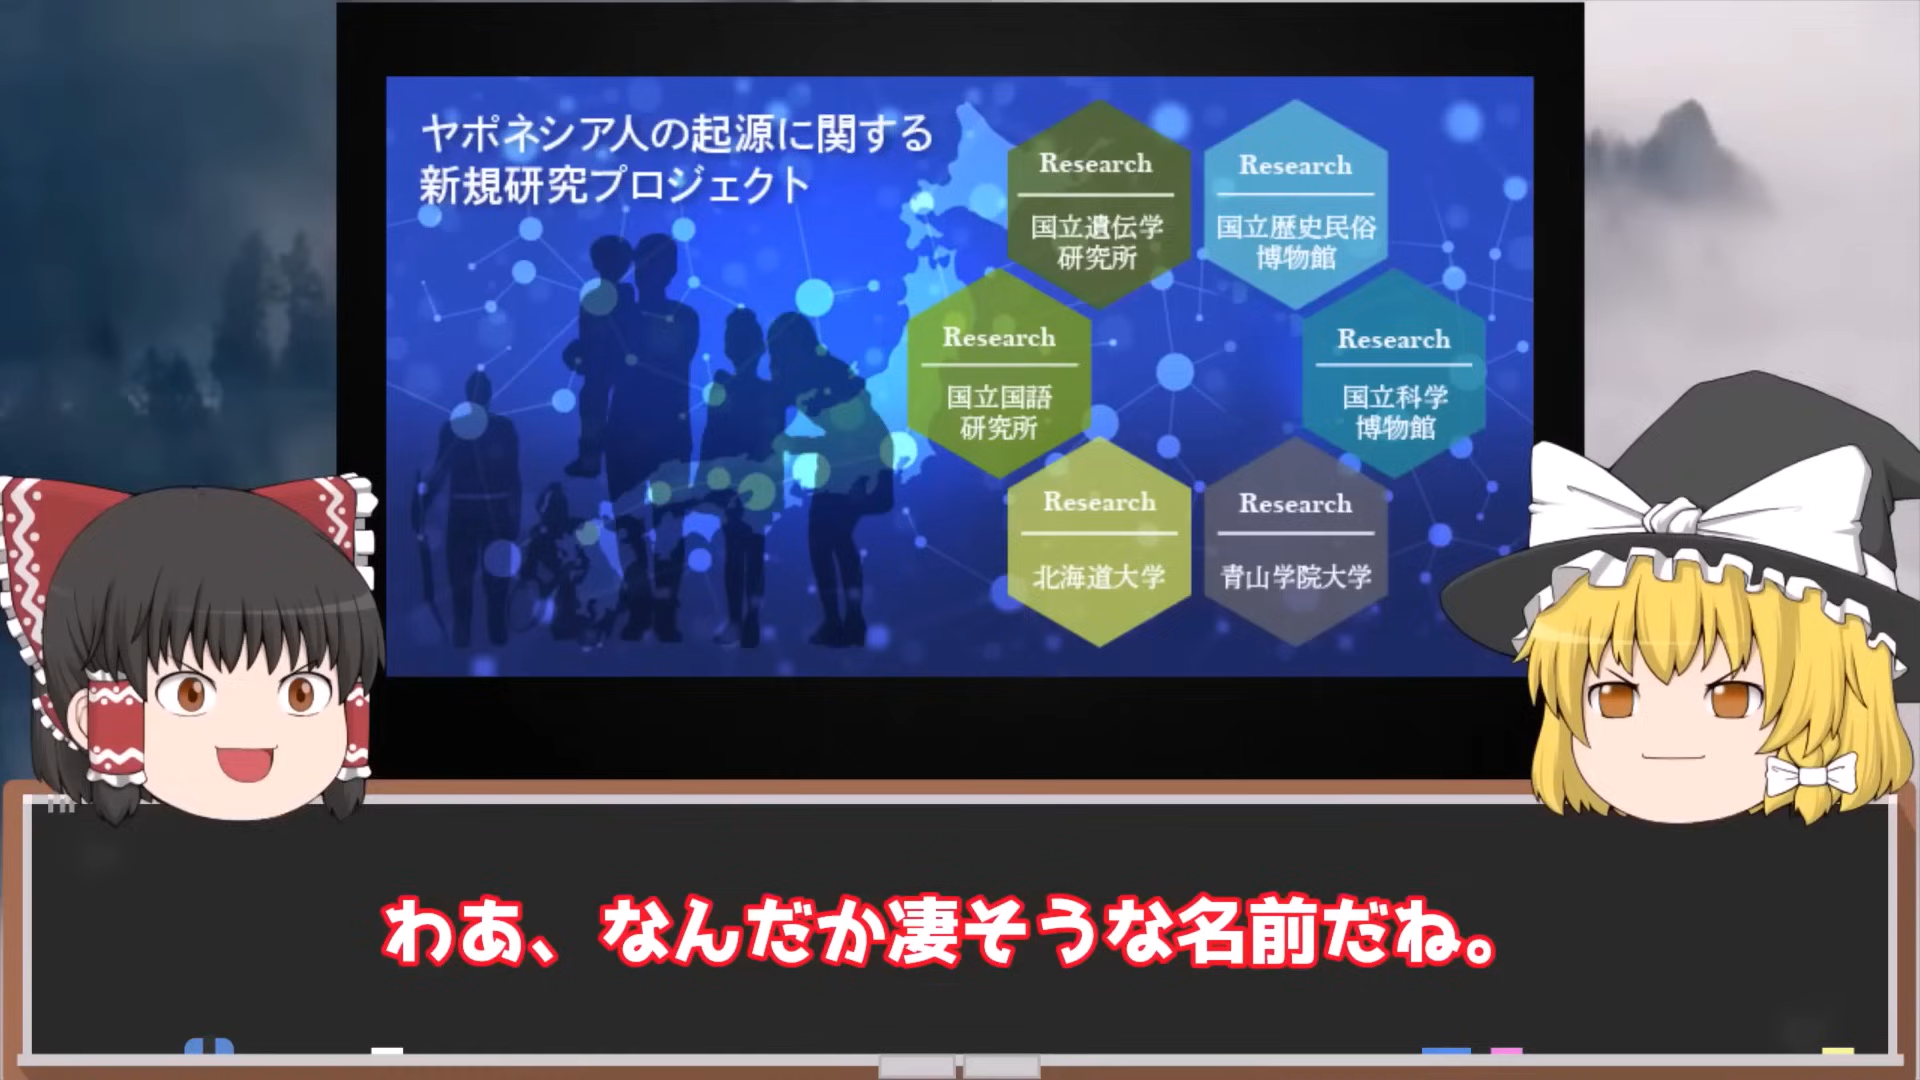 ヤポネシア人の起源に関する
新規研究プロジェクト
Research
国立遺伝学
研究所
Research
国立歴史民俗
博物館
Research
国立国語
研究所
Research
国立科学
博物館
Research
北海道大学
Research
青山学院大学
わあ、なんだか凄そうな名前だね。